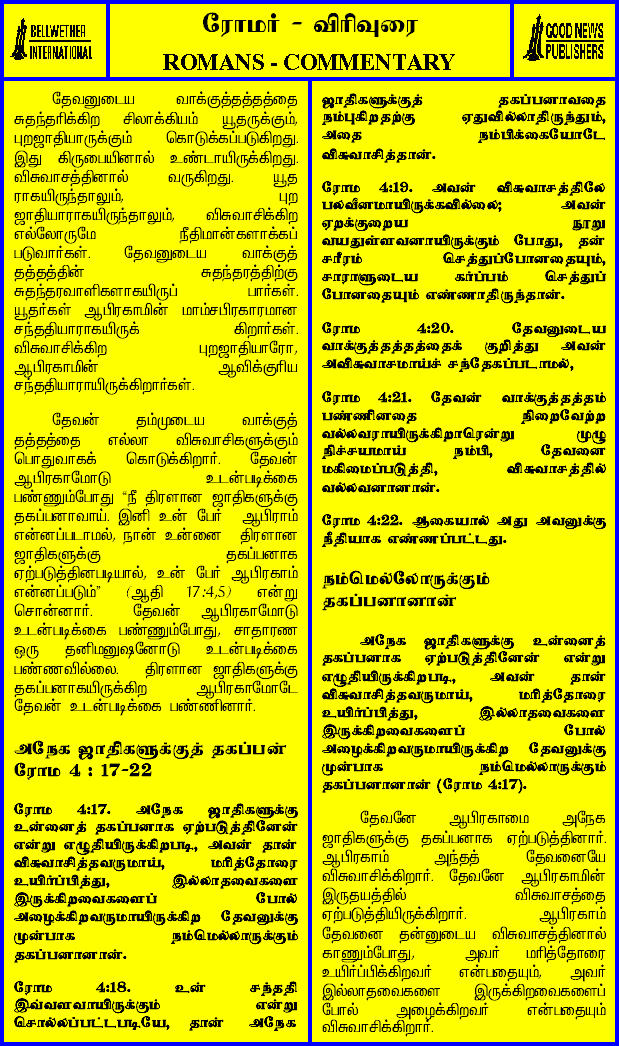 BELLWETHER
INTERNATIONAL
ரோமர் - விரிவுரை
ROMANS - COMMENTARY
GOOD NEWS
PUBLISHERS
தேவனுடைய வாக்குத்தத்தத்தை
சுதந்தரிக்கிற சிலாக்கியம் யூதருக்கும்,
புறஜாதியாருக்கும் கொடுக்கப்படுகிறது.
இது கிருபையினால் உண்டாயிருக்கிறது.
விசுவாசத்தினால் வருகிறது. யூத
ராகயிருந்தாலும், புற
ஜாதியாராகயிருந்தாலும், விசுவாசிக்கிற
எல்லோருமே நீதிமான்களாக்கப்
படுவார்கள். தேவனுடைய வாக்குத்
தத்தத்தின் சுதந்தரத்திற்கு
சுதந்தரவாளிகளாகயிருப் பார்கள்.
யூதர்கள் ஆபிரகாமின் மாம்சபிரகாரமான
சந்ததியாராகயிருக் கிறார்கள்.
விசுவாசிக்கிற புறஜாதியாரோ,
ஆபிரகாமின் ஆவிக்குரிய
சந்ததியாராயிருக்கிறார்கள்.
தேவன் தம்முடைய வாக்குத்
தத்தத்தை எல்லா விசுவாசிகளுக்கும்
பொதுவாகக் கொடுக்கிறார். தேவன்
ஆபிரகாமோடு உடன்படிக்கை
பண்ணும்போது “நீ திரளான ஜாதிகளுக்கு
தகப்பனாவாய். இனி உன் பேர் ஆபிராம்
என்னப்படாமல், நான் உன்னை திரளான
ஜாதிகளுக்கு தகப்பனாக
ஏற்படுத்தினபடியால், உன் பேர் ஆபிரகாம்
என்னப்படும்” (ஆதி 17:4,5) என்று
சொன்னார். தேவன் ஆபிரகாமோடு
உடன்படிக்கை பண்ணும்போது, சாதாரண
ஒரு தனிமனுஷனோடு உடன்படிக்கை
பண்ணவில்லை. திரளான ஜாதிகளுக்கு
தகப்பனாகயிருக்கிற ஆபிரகாமோடே
தேவன் உடன்படிக்கை பண்ணினார்.
அநேக ஜாதிகளுக்குத் தகப்பன்
ரோம 4 : 17-22
ரோம 4:17. அநேக ஜாதிகளுக்கு
உன்னைத் தகப்பனாக ஏற்படுத்தினேன்
என்று எழுதியிருக்கிறபடி, அவன் தான்
விசுவாசித்தவருமாய், மரித்தோரை
உயிர்ப்பித்து, இல்லாதவைகளை
இருக்கிறவைகளைப் போல்
அழைக்கிறவருமாயிருக்கிற தேவனுக்கு
முன்பாக நம்மெல்லாருக்கும்
தகப்பனானான்.
ரோம 4:18. உன் சந்ததி
இவ்வளவாயிருக்கும் என்று
சொல்லப்பட்டபடியே, தான் அநேக
ஜாதிகளுக்குத் தகப்பனாவதை
நம்புகிறதற்கு ஏதுவில்லாதிருந்தும்,
அதை நம்பிக்கையோடே
விசுவாசித்தான்.
ரோம 4:19. அவன் விசுவாசத்திலே
பலவீனமாயிருக்கவில்லை; அவன்
ஏறக்குறைய நூறு
வயதுள்ளவனாயிருக்கும் போது, தன்
சரீரம் செத்துப்போனதையும்,
சாராளுடைய கர்ப்பம் செத்துப்
போனதையும் எண்ணாதிருந்தான்.
ரோம 4:20. தேவனுடைய
வாக்குத்தத்தத்தைக் குறித்து அவன்
அவிசுவாசமாய்ச் சந்தேகப்படாமல்,
ரோம 4:21. தேவன் வாக்குத்தத்தம்
பண்ணினதை நிறைவேற்ற
வல்லவராயிருக்கிறாரென்று முழு
நிச்சயமாய் நம்பி, தேவனை
மகிமைப்படுத்தி, விசுவாசத்தில்
வல்லவனானான்.
ரோம 4:22. ஆகையால் அது அவனுக்கு
நீதியாக எண்ணப்பட்டது.
நம்மெல்லோருக்கும்
தகப்பனானான்
அநேக ஜாதிகளுக்கு உன்னைத்
தகப்பனாக ஏற்படுத்தினேன் என்று
எழுதியிருக்கிறபடி, அவன் தான்
விசுவாசித்தவருமாய், மரித்தோரை
உயிர்ப்பித்து, இல்லாதவைகளை
இருக்கிறவைகளைப் போல்
அழைக்கிறவருமாயிருக்கிற தேவனுக்கு
முன்பாக நம்மெல்லாருக்கும்
தகப்பனானான் (ரோம 4:17).
தேவனே ஆபிரகாமை அநேக
ஜாதிகளுக்கு தகப்பனாக ஏற்படுத்தினார்.
ஆபிரகாம் அந்தத் தேவனையே
விசுவாசிக்கிறார். தேவனே ஆபிரகாமின்
இருதயத்தில் விசுவாசத்தை
ஏற்படுத்தியிருக்கிறார். ஆபிரகாம்
தேவனை தன்னுடைய விசுவாசத்தினால்
காணும்போது, அவர் மரித்தோரை
உயிர்ப்பிக்கிறவர் என்பதையும், அவர்
இல்லாதவைகளை இருக்கிறவைகளைப்
போல் அழைக்கிறவர் என்பதையும்
விசுவாசிக்கிறார்.